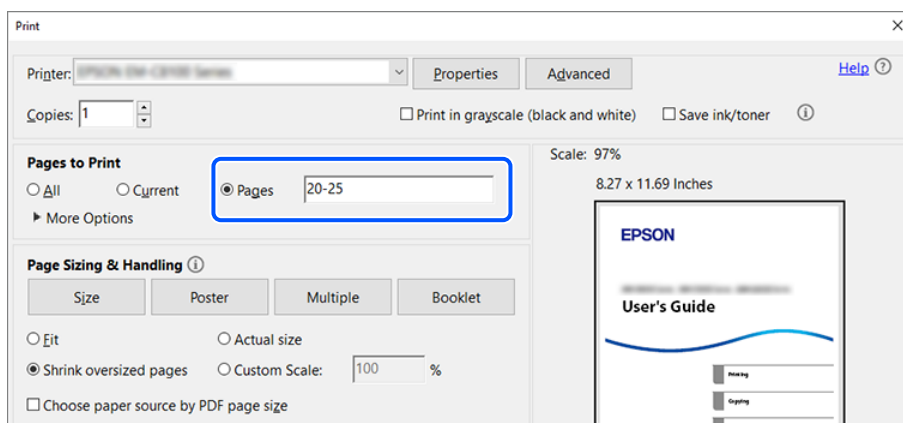 Print
Printer:
Properties
Advanced
Help
Copies: 1
Print in grayscale (black and white)
Save ink/toner
Pages to Print
All
Current
Pages
20-25
More Options
Scale: 97%
8.27 x 11.69 Inches
EPSON
User's Guide
Printing
Copying
Page Sizing & Handling
Size
Poster
Multiple
Booklet
Fit
Actual size
Shrink oversized pages
Custom Scale:
100
%
Choose paper source by PDF page size